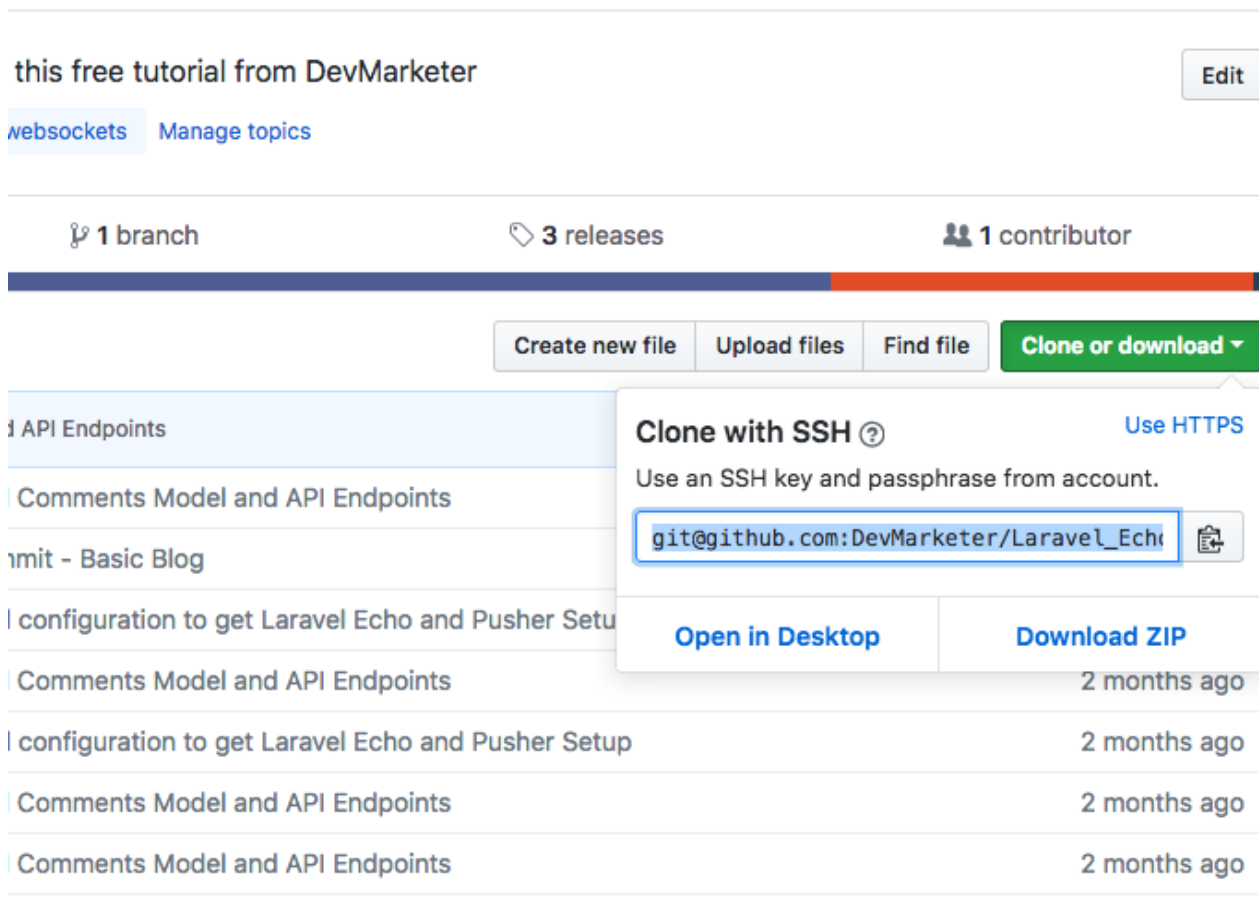 this free tutorial from DevMarketer
Edit
websockets Manage topics
1 branch 3 releases 1 contributor
Create new file Upload files Find file Clone or download
API Endpoints
Clone with SSH ?
Use HTTPS
Use an SSH key and passphrase from account.
git@github.com:DevMarketer/Laravel_Echo
Open in Desktop Download ZIP
Comments Model and API Endpoints
- Basic Blog
configuration to get Laravel Echo and Pusher
Comments Model and API Endpoints 2 months ago
configuration to get Laravel Echo and Pusher Setup 2 months ago
Comments Model and API Endpoints 2 months ago
Comments Model and API Endpoints 2 months ago